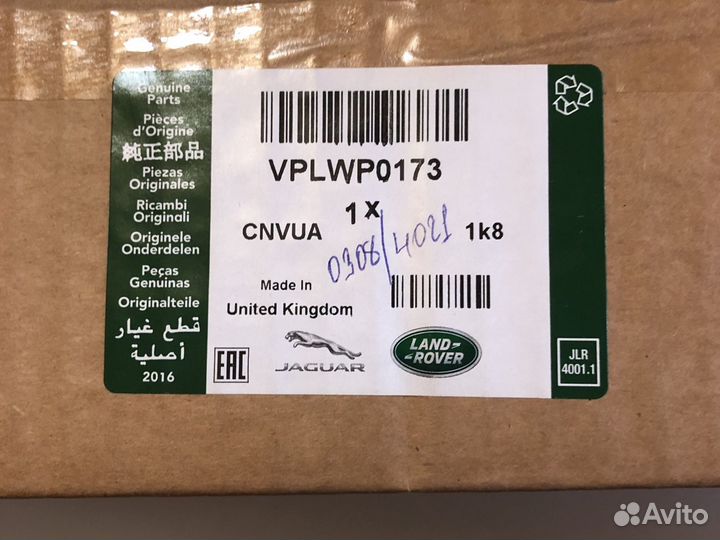 Genuine
Parts
Pièces
d'Origine
純正部品
Piezas
Originales
Ricambi
Originali
Originele
Onderdelen
Peças
Genuinas
Originalteile
قطع غيار
أصلية
2016
VPLWP0173
1 X
CNVUA
0308/4021
1k8
Made In
United Kingdom
EAC
JAGUAR
LAND-
-ROVER
JLR
4001.1
Avito